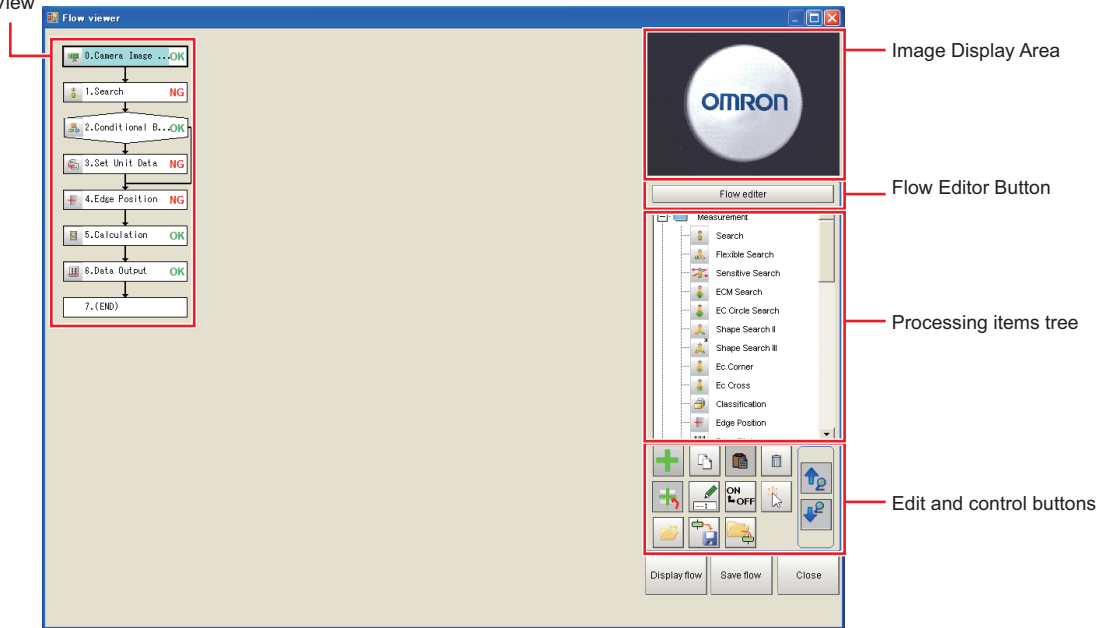 View
Flow viewer
0.Camera Image ...OK
1.Search NG
2.Conditional B...OK
3.Set Unit Data NG
4.Edge Position NG
5.Calculation OK
6.Data Output OK
7.(END)
OMRON
Image Display Area
Flow editer
Flow Editor Button
Measurement
Search
Flexible Search
Sensitive Search
ECM Search
EC Circle Search
Shape Search II
Shape Search III
Ec Corner
Ec Cross
Classification
Edge Position
Processing items tree
ON
OFF
Edit and control buttons
Display flow
Save flow
Close